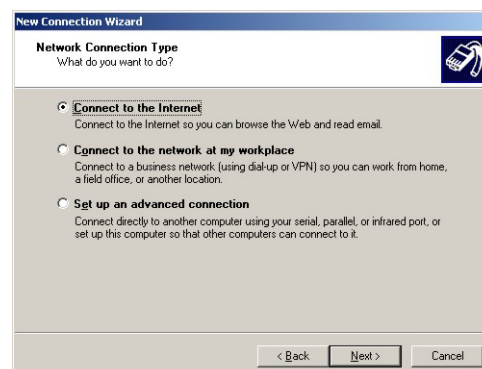 New Connection Wizard
Network Connection Type
What do you want to do?
Connect to the Internet
Connect to the Internet so you can browse the Web and read email.
Connect to the network at my workplace
Connect to a business network (using dial-up or VPN) so you can work from home,
a field office, or another location.
Set up an advanced connection
Connect directly to another computer using your serial, parallel, or infrared port, or
set up this computer so that other computers can connect to it.
< Back
Next >
Cancel